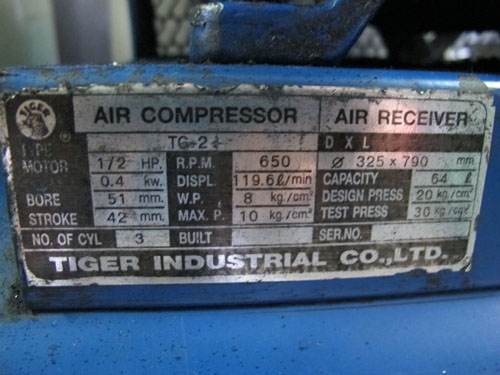 TIGER
®
AIR COMPRESSOR AIR RECEIVER
TYPE TG-2 D X L
MOTOR 1/2 HP. R.P.M. 650 ø 325 x 790 mm
0.4 kw. DISPL. 119.6 ℓ/min CAPACITY 64 ℓ
BORE 51 mm. W.P. 8 kg/cm² DESIGN PRESS 20 kg/cm²
STROKE 42 mm. MAX. P. 10 kg/cm² TEST PRESS 30 kg/cm²
NO. OF CYL 3 BUILT SER.NO.
TIGER INDUSTRIAL CO.,LTD.